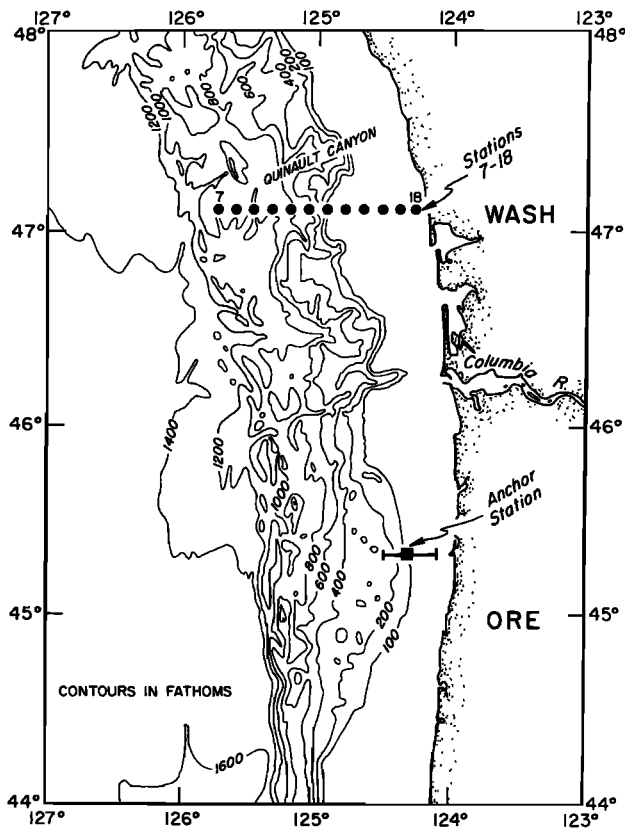 127° 126° 125° 124° 123°
48° 48°
1200
1000
800
600
400
200
100
QUINAULT CANYON
Stations
7-18
7 18
WASH
47° 47°
Columbia
R
46° 46°
1400
1200
1000
800
600
400
200
100
Anchor
Station
45° 45°
ORE
CONTOURS IN FATHOMS
1600
44° 44°
127° 126° 125° 124° 123°